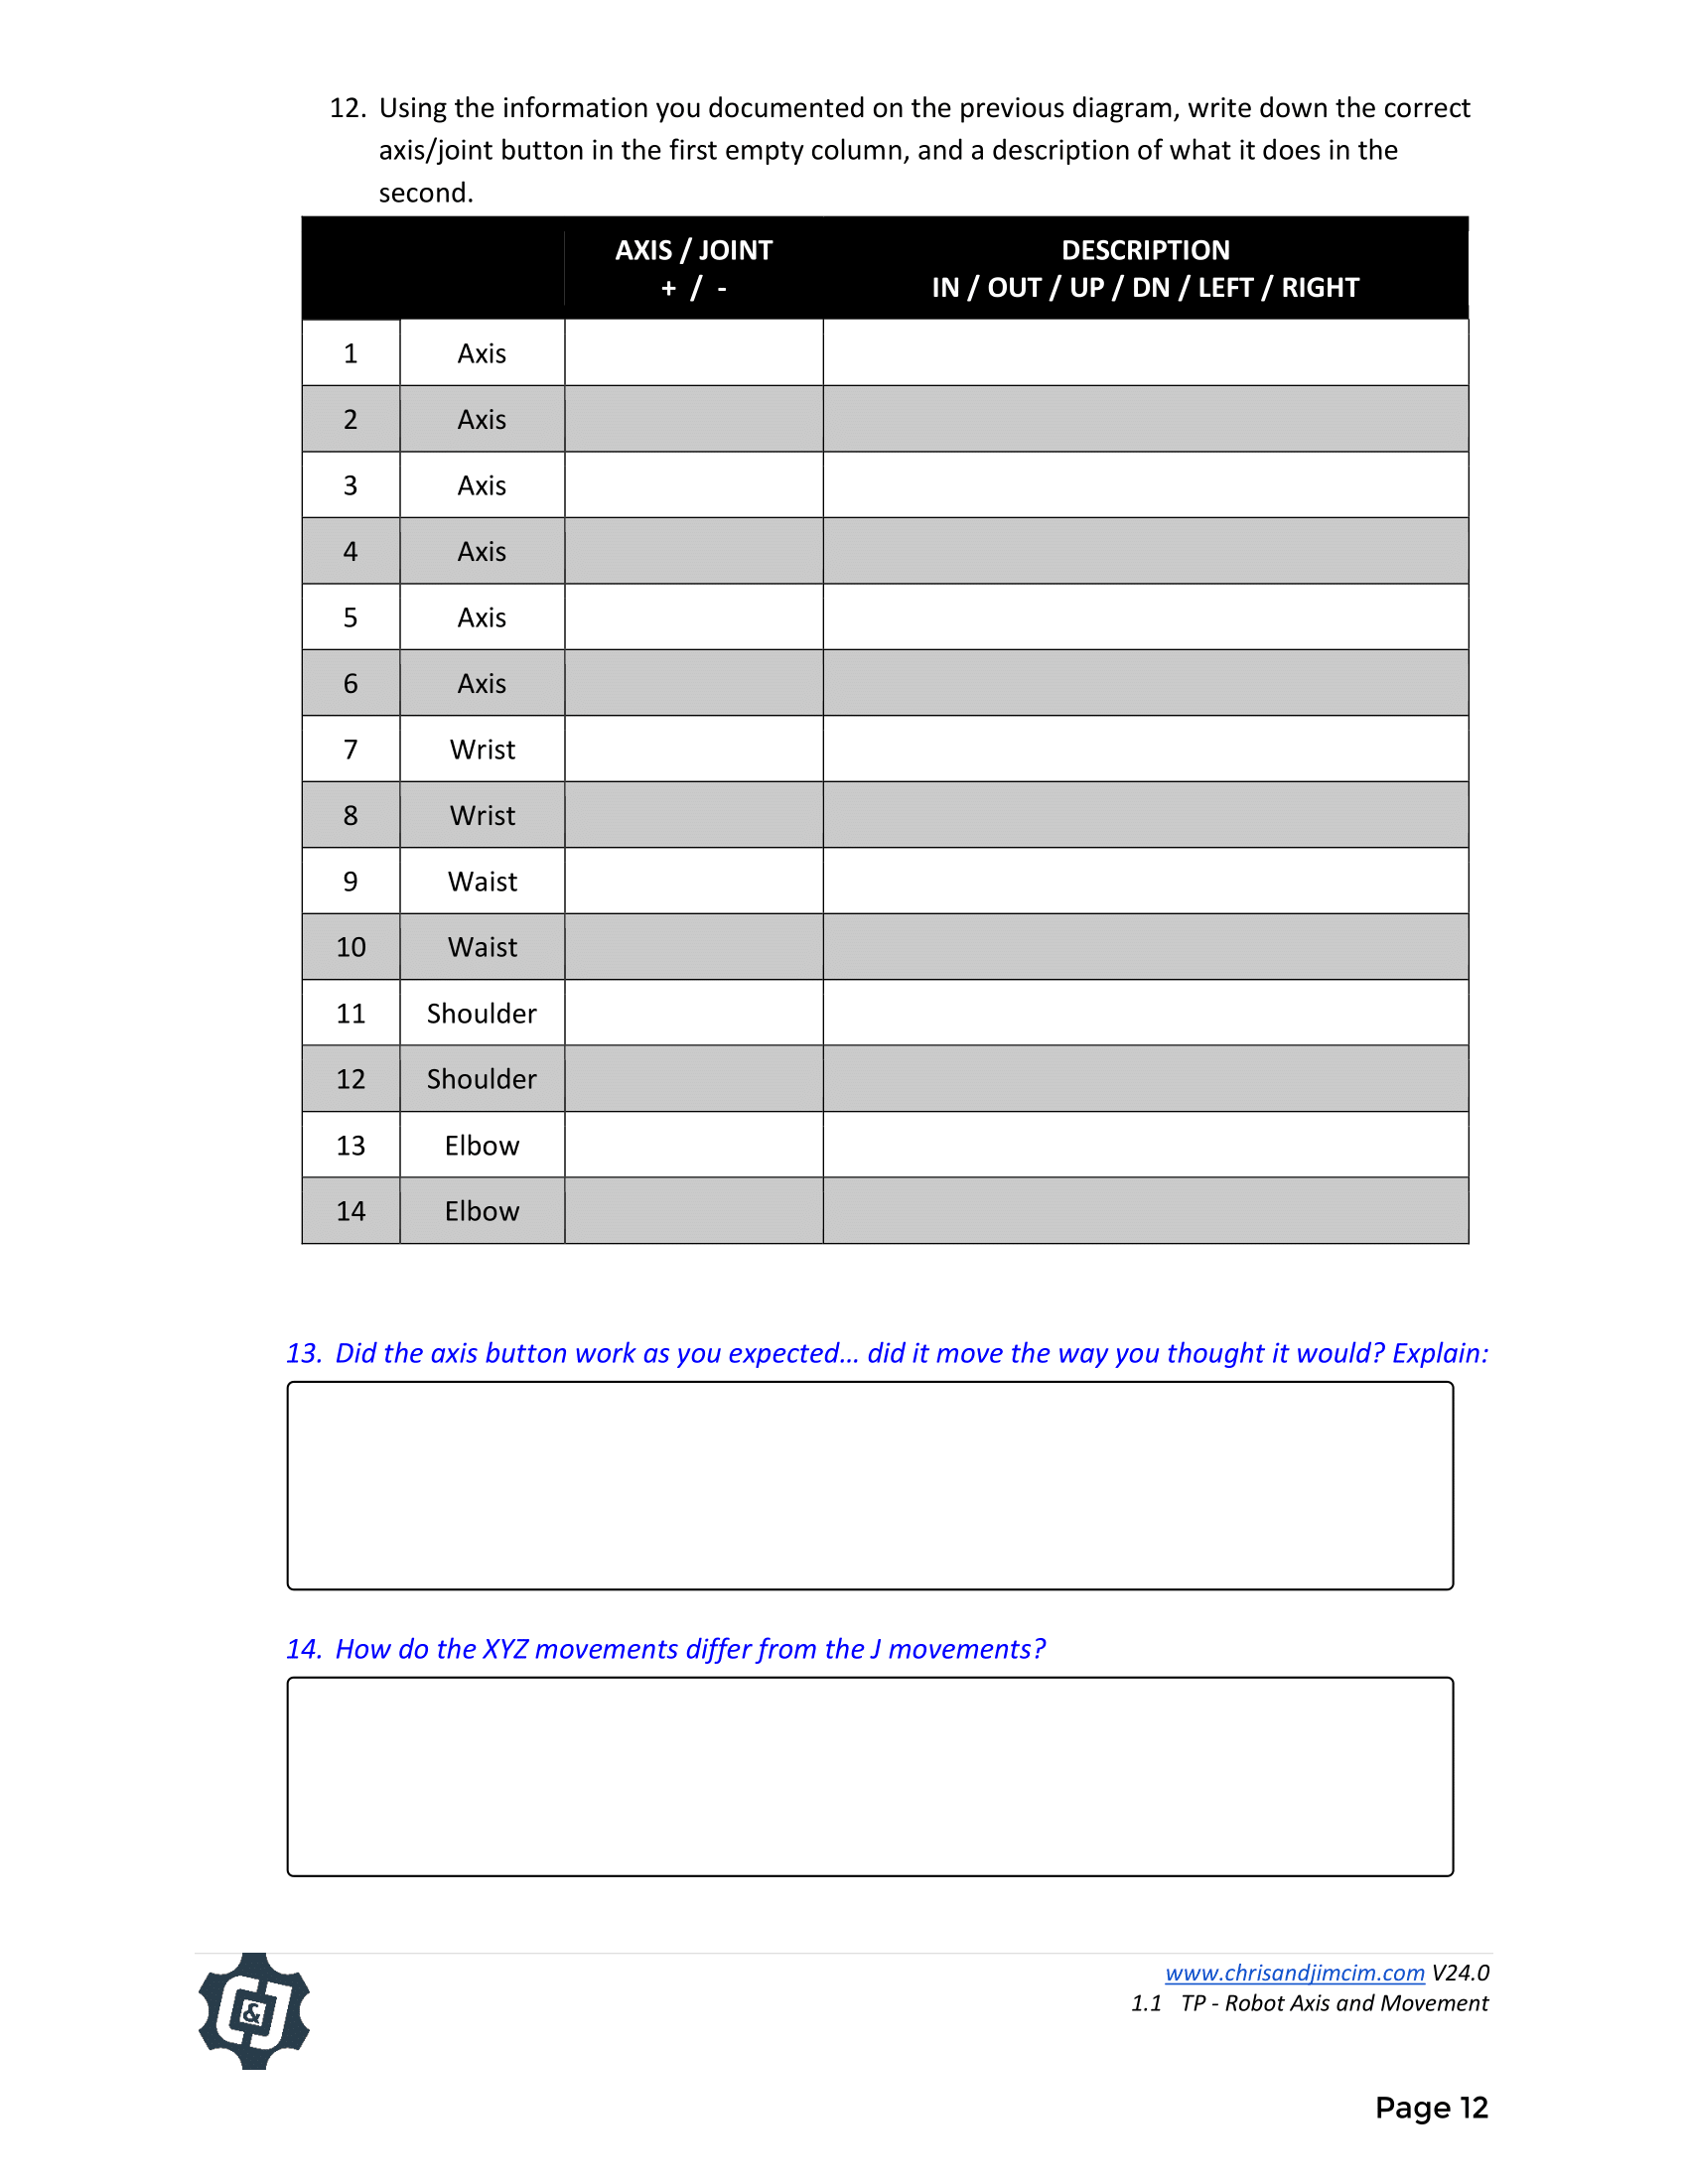 12. Using the information you documented on the previous diagram, write down the correct
axis/joint button in the first empty column, and a description of what it does in the
second.
AXIS / JOINT
+ / -
DESCRIPTION
IN / OUT / UP / DN / LEFT / RIGHT
1 Axis
2 Axis
3 Axis
4 Axis
5 Axis
6 Axis
7 Wrist
8 Wrist
9 Waist
10 Waist
11 Shoulder
12 Shoulder
13 Elbow
14 Elbow
13. Did the axis button work as you expected... did it move the way you thought it would? Explain:
14. How do the XYZ movements differ from the J movements?
C&J
www.chrisandjimcim.com V24.0
1.1 TP - Robot Axis and Movement
Page 12